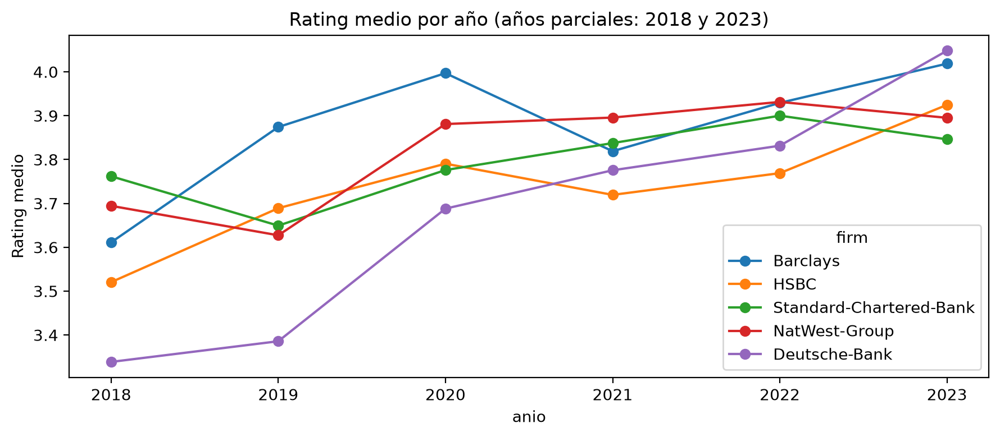 Rating medio por año (años parciales: 2018 y 2023)
Rating medio
4.0
3.9
3.8
3.7
3.6
3.5
3.4
firm
Barclays
HSBC
Standard-Chartered-Bank
NatWest-Group
Deutsche-Bank
2018 2019 2020 2021 2022 2023
anio